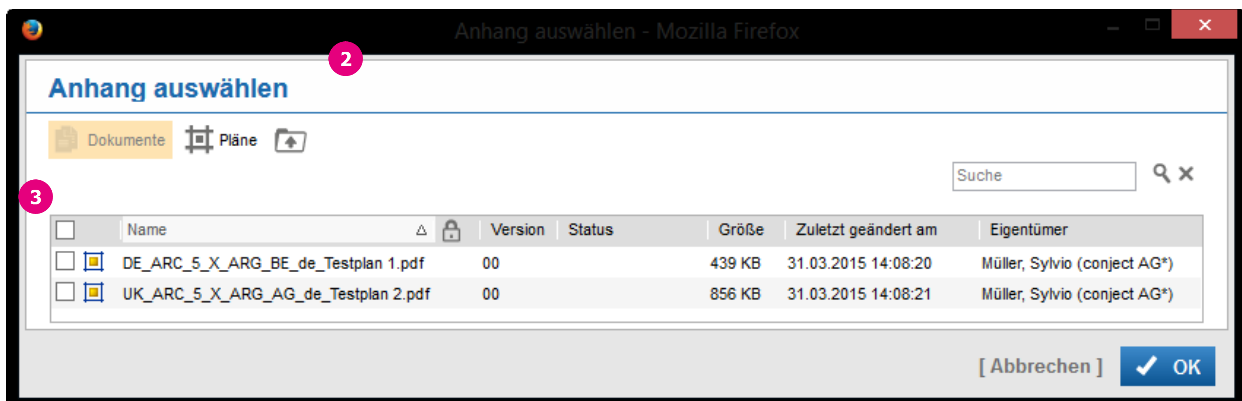 Anhang auswählen - Mozilla Firefox
2
Anhang auswählen
Dokumente Pläne
Suche
3
Name Version Status Größe Zuletzt geändert am Eigentümer
DE_ARC_5_X_ARG_BE_de_Testplan 1.pdf 00 439 KB 31.03.2015 14:08:20 Müller, Sylvio (conject AG*)
UK_ARC_5_X_ARG_AG_de_Testplan 2.pdf 00 856 KB 31.03.2015 14:08:21 Müller, Sylvio (conject AG*)
[ Abbrechen ] OK